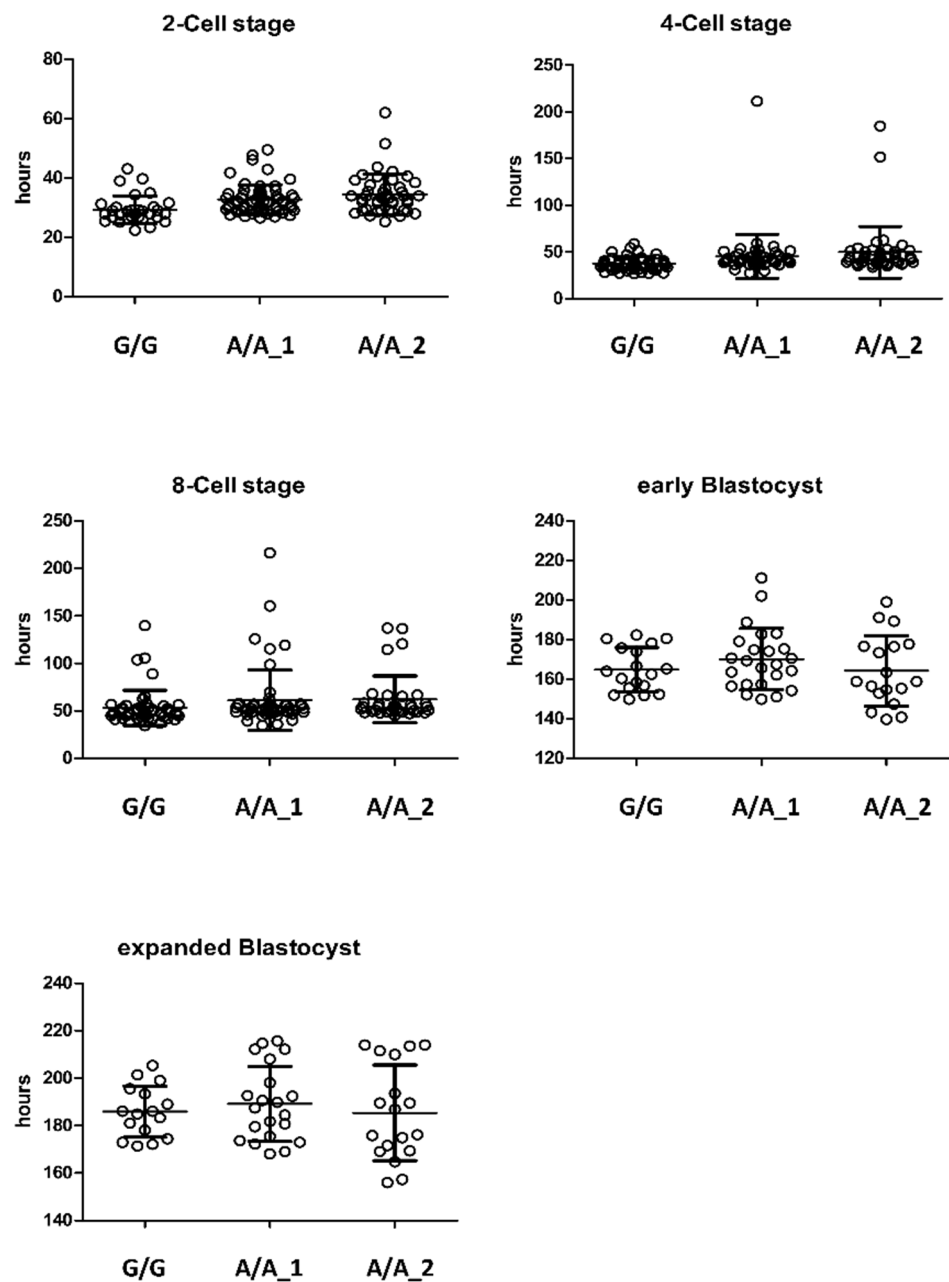 2-Cell stage
hours
80
60
40
20
0
G/G A/A_1 A/A_2
4-Cell stage
hours
250
200
150
100
50
0
G/G A/A_1 A/A_2
8-Cell stage
hours
250
200
150
100
50
0
G/G A/A_1 A/A_2
early Blastocyst
hours
240
220
200
180
160
140
120
G/G A/A_1 A/A_2
expanded Blastocyst
hours
240
220
200
180
160
140
G/G A/A_1 A/A_2